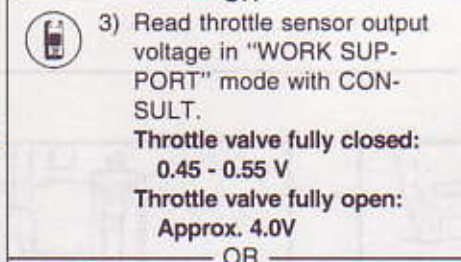 3) Read throttle sensor output
voltage in "WORK SUP-
PORT" mode with CON-
SULT.
Throttle valve fully closed:
0.45 - 0.55 V
Throttle valve fully open:
Approx. 4.0V
OR